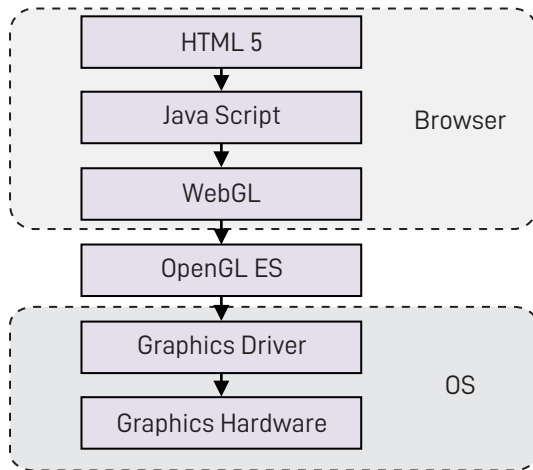 HTML 5
Java Script
Browser
WebGL
OpenGL ES
Graphics Driver
OS
Graphics Hardware